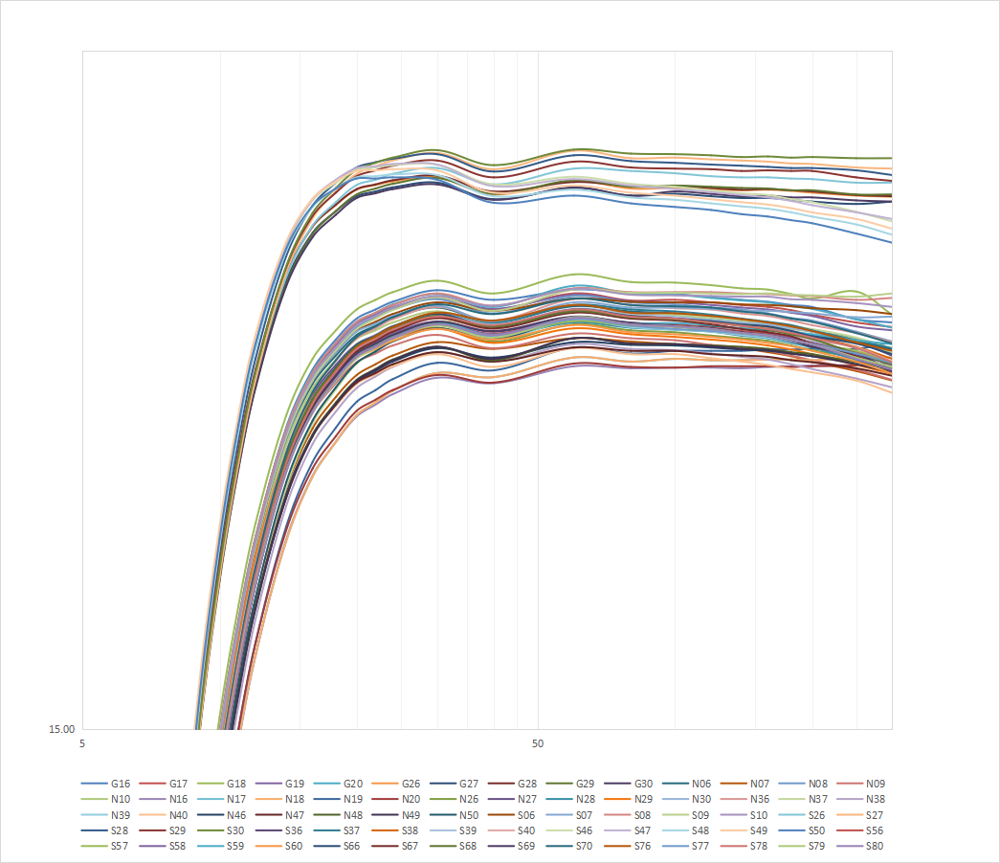 15.00
5 50
G16 G17 G18 G19 G20 G26 G27 G28 G29 G30 N06 N07 N08 N09
N10 N16 N17 N18 N19 N20 N26 N27 N28 N29 N30 N36 N37 N38
N39 N40 N46 N47 N48 N49 N50 S06 S07 S08 S09 S10 S26 S27
S28 S29 S30 S36 S37 S38 S39 S40 S46 S47 S48 S49 S50 S56
S57 S58 S59 S60 S66 S67 S68 S69 S70 S76 S77 S78 S79 S80